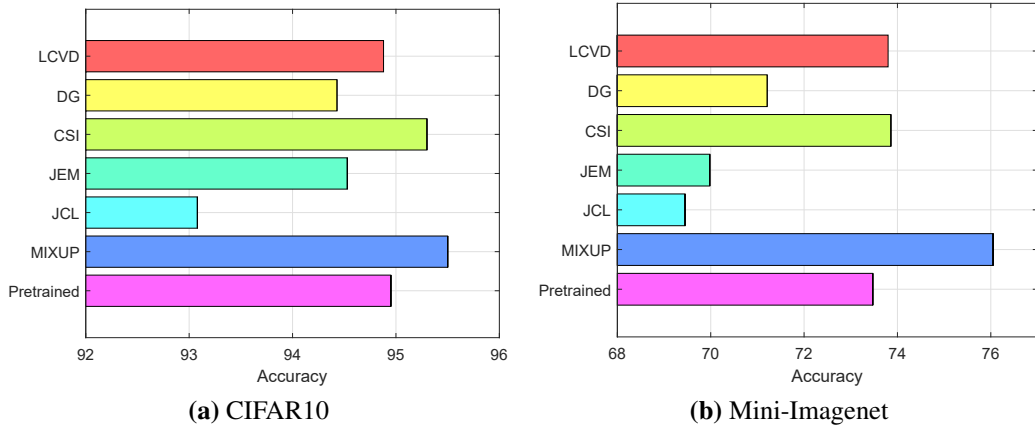 LCVD
DG
CSI
JEM
JCL
MIXUP
Pretrained
92 93 94 95 96
Accuracy
(a) CIFAR10
LCVD
DG
CSI
JEM
JCL
MIXUP
Pretrained
68 70 72 74 76
Accuracy
(b) Mini-Imagenet